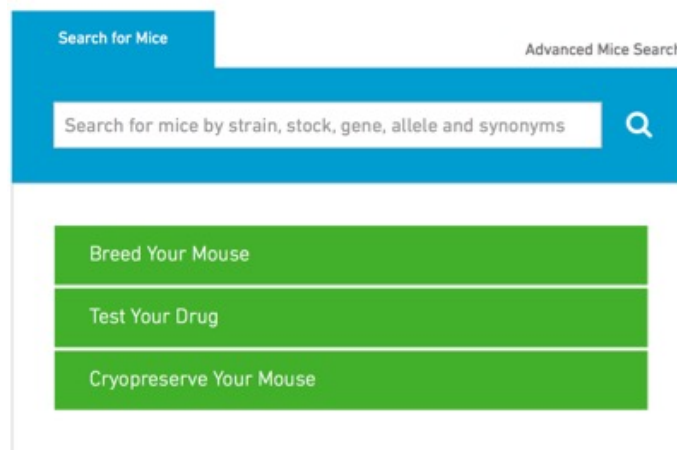 Search for Mice
Advanced Mice Search
Search for mice by strain, stock, gene, allele and synonyms
Breed Your Mouse
Test Your Drug
Cryopreserve Your Mouse